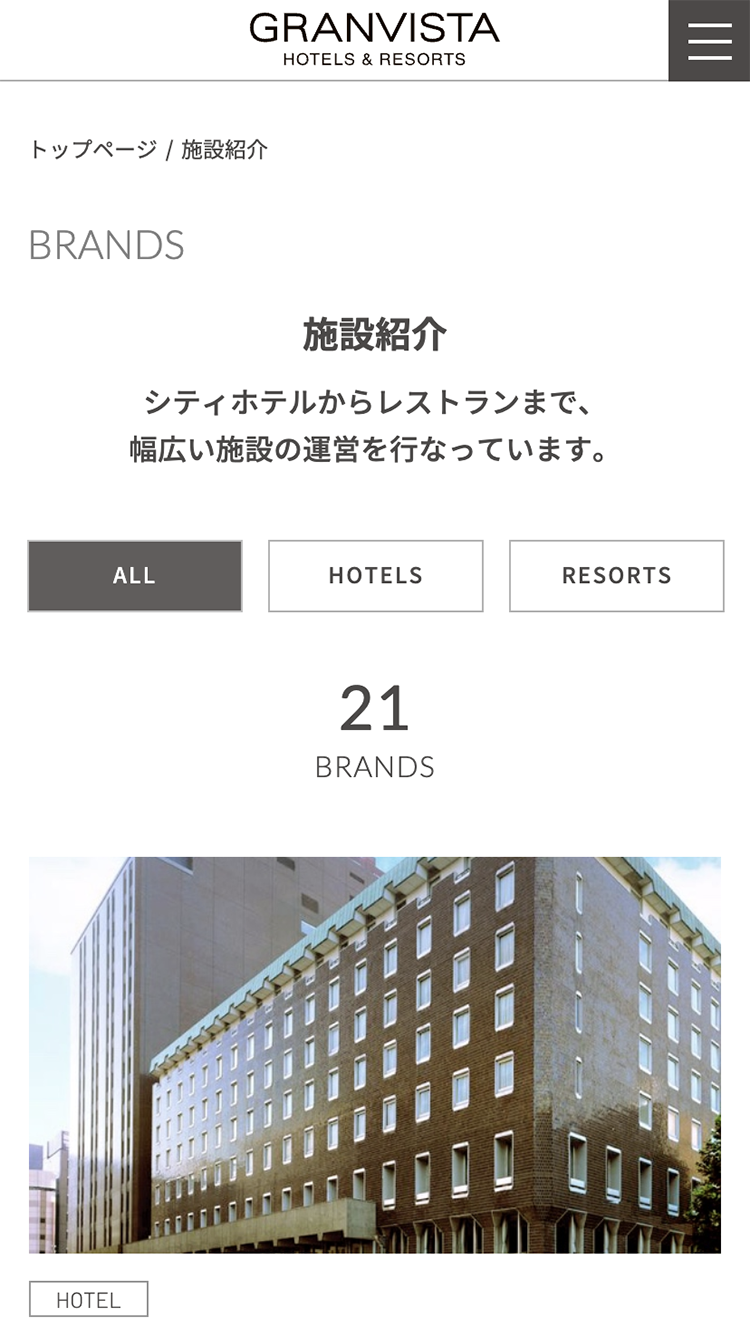 GRANVISTA
HOTELS & RESORTS
トップページ / 施設紹介
BRANDS
施設紹介
シティホテルからレストランまで、
幅広い施設の運営を行なっています。
ALL
HOTELS
RESORTS
21
BRANDS
HOTEL